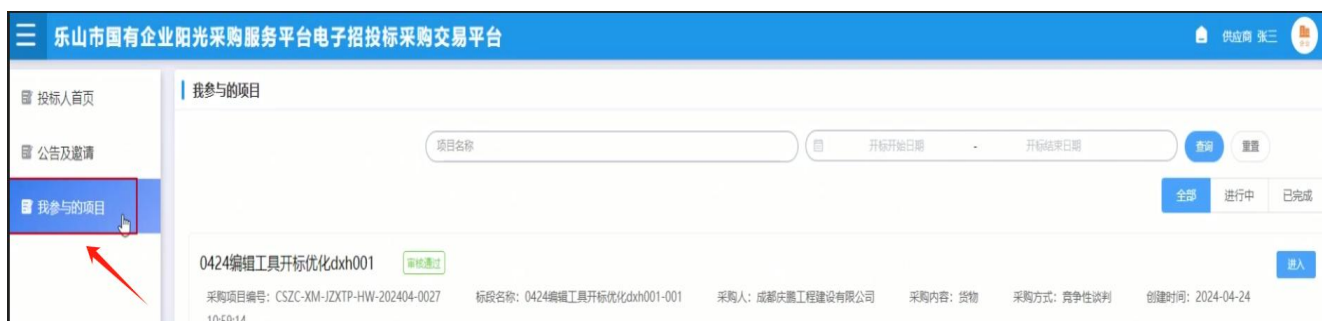 乐山市国有企业阳光采购服务平台电子招投标采购交易平台
供应商 张三
投标人首页
公告及邀请
我参与的项目
我参与的项目
项目名称
开标开始日期 - 开标结束日期
查询
重置
全部 进行中 已完成
0424编辑工具开标优化dxh001 审核通过
进入
采购项目编号：CSZC-XM-JZXTP-HW-202404-0027 标段名称：0424编辑工具开标优化dxh001-001 采购人：成都庆鹏工程建设有限公司 采购内容：货物 采购方式：竞争性谈判 创建时间：2024-04-24
10:59:14